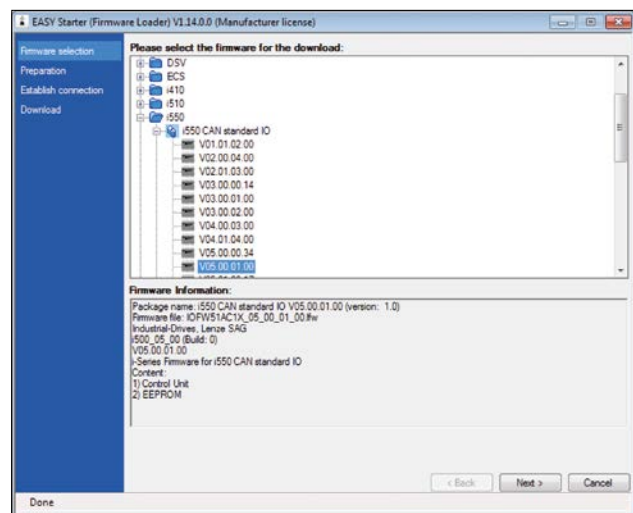 EASY Starter (Firmware Loader) V1.14.0.0 (Manufacturer license)
Firmware selection
Preparation
Establish connection
Download
Please select the firmware for the download:
DSV
ECS
i410
i510
i550
i550 CAN standard IO
V01.01.02.00
V02.00.04.00
V02.01.03.00
V03.00.00.14
V03.00.01.00
V03.00.02.00
V04.00.03.00
V04.01.04.00
V05.00.00.34
V05.00.01.00
Firmware Information:
Package name: i550 CAN standard IO V05.00.01.00 (version: 1.0)
Firmware file: IOFW51AC1X_05_00_01_00.lfw
Industrial-Drives, Lenze SAG
i500_05_00 (Build: 0)
V05.00.01.00
i-Series Firmware for i550 CAN standard IO
Content:
1) Control Unit
2) EEPROM
< Back
Next >
Cancel
Done